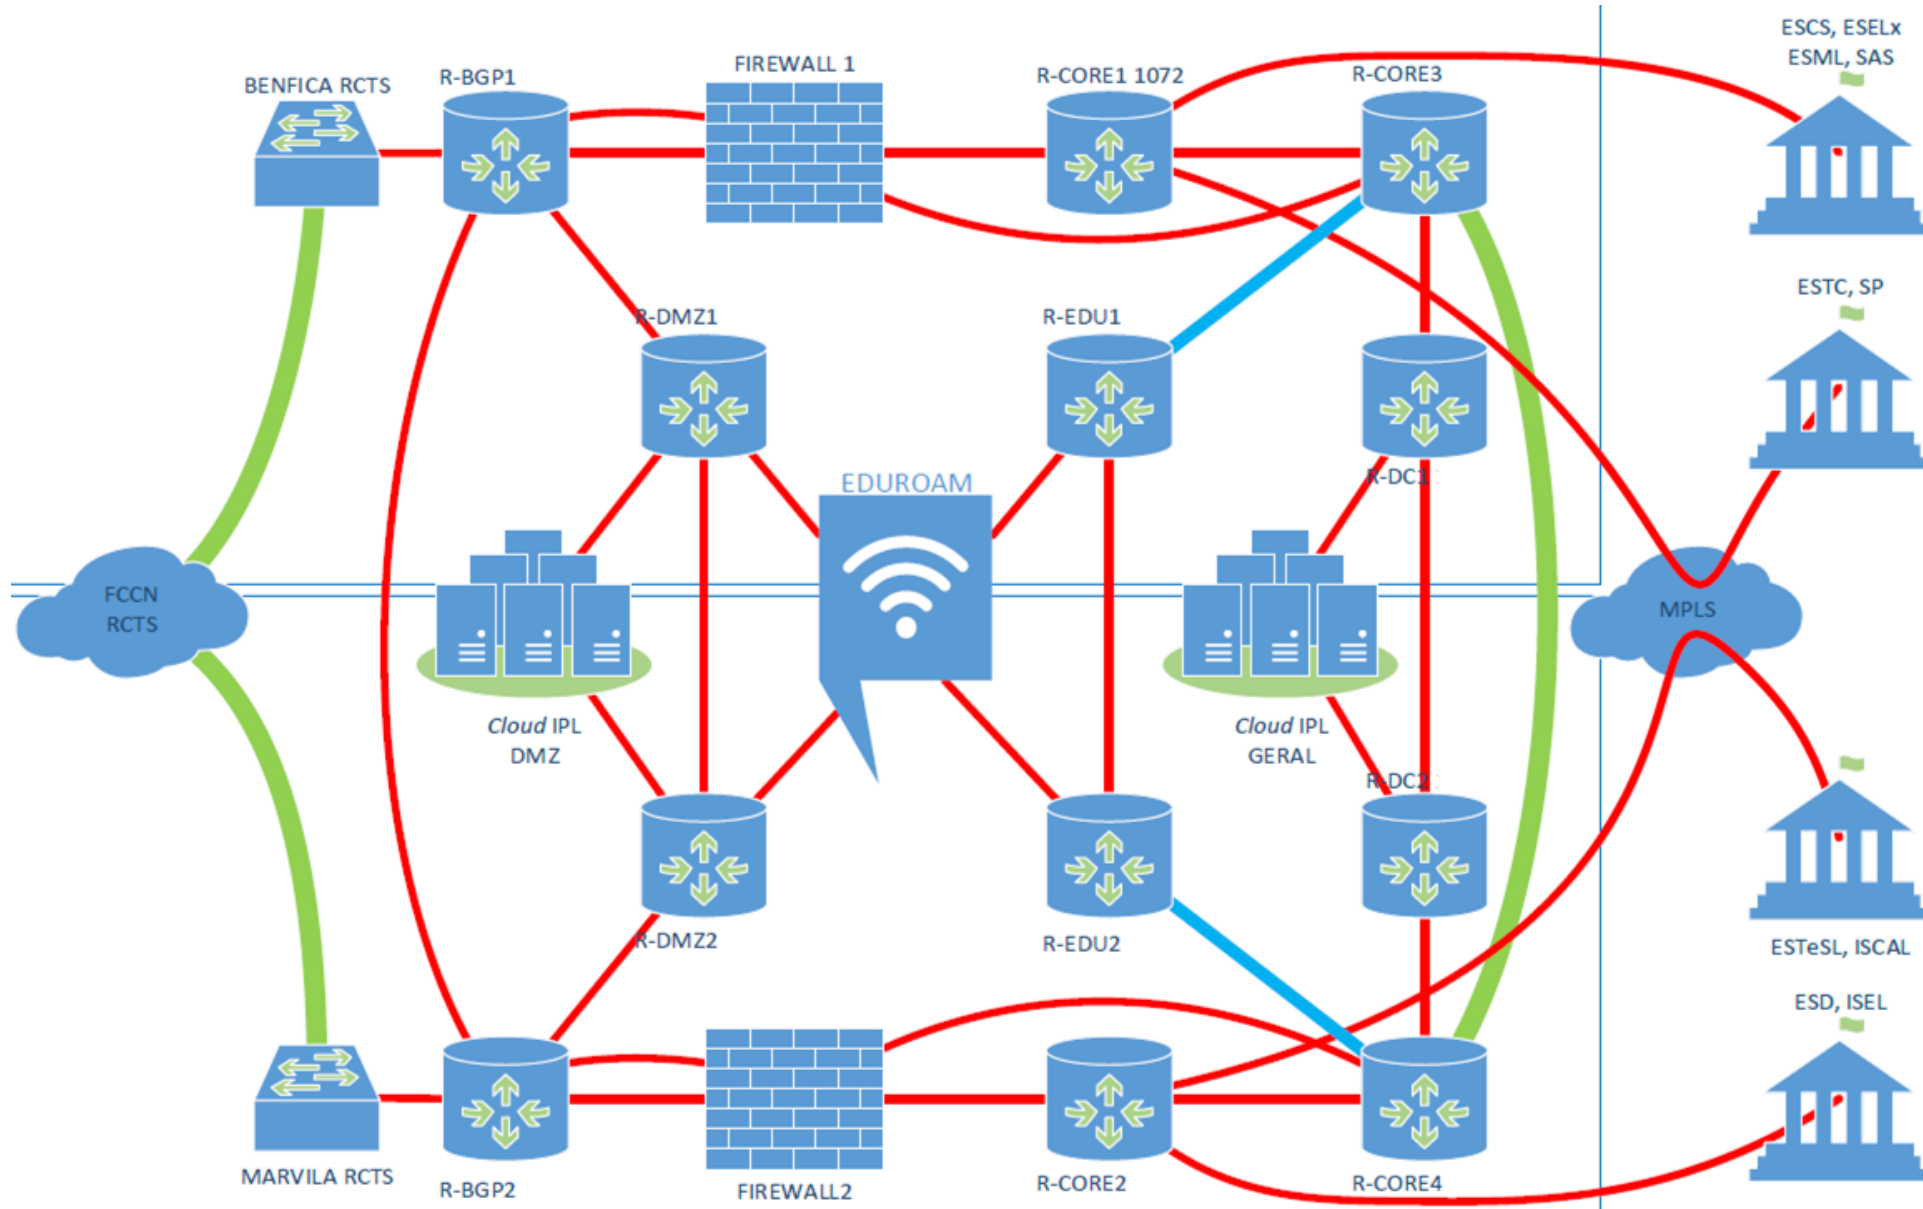 ESCS, ESELx
ESML, SAS
BENFICA RCTS
R-BGP1
FIREWALL 1
R-CORE1 1072
R-CORE3
ESTC, SP
R-DMZ1
R-EDU1
R-DC1
EDUROAM
FCCN
RCTS
MPLS
Cloud IPL
DMZ
Cloud IPL
GERAL
R-DC2
R-DMZ2
R-EDU2
ESTeSL, ISCAL
ESD, ISEL
MARVILA RCTS
R-BGP2
FIREWALL2
R-CORE2
R-CORE4